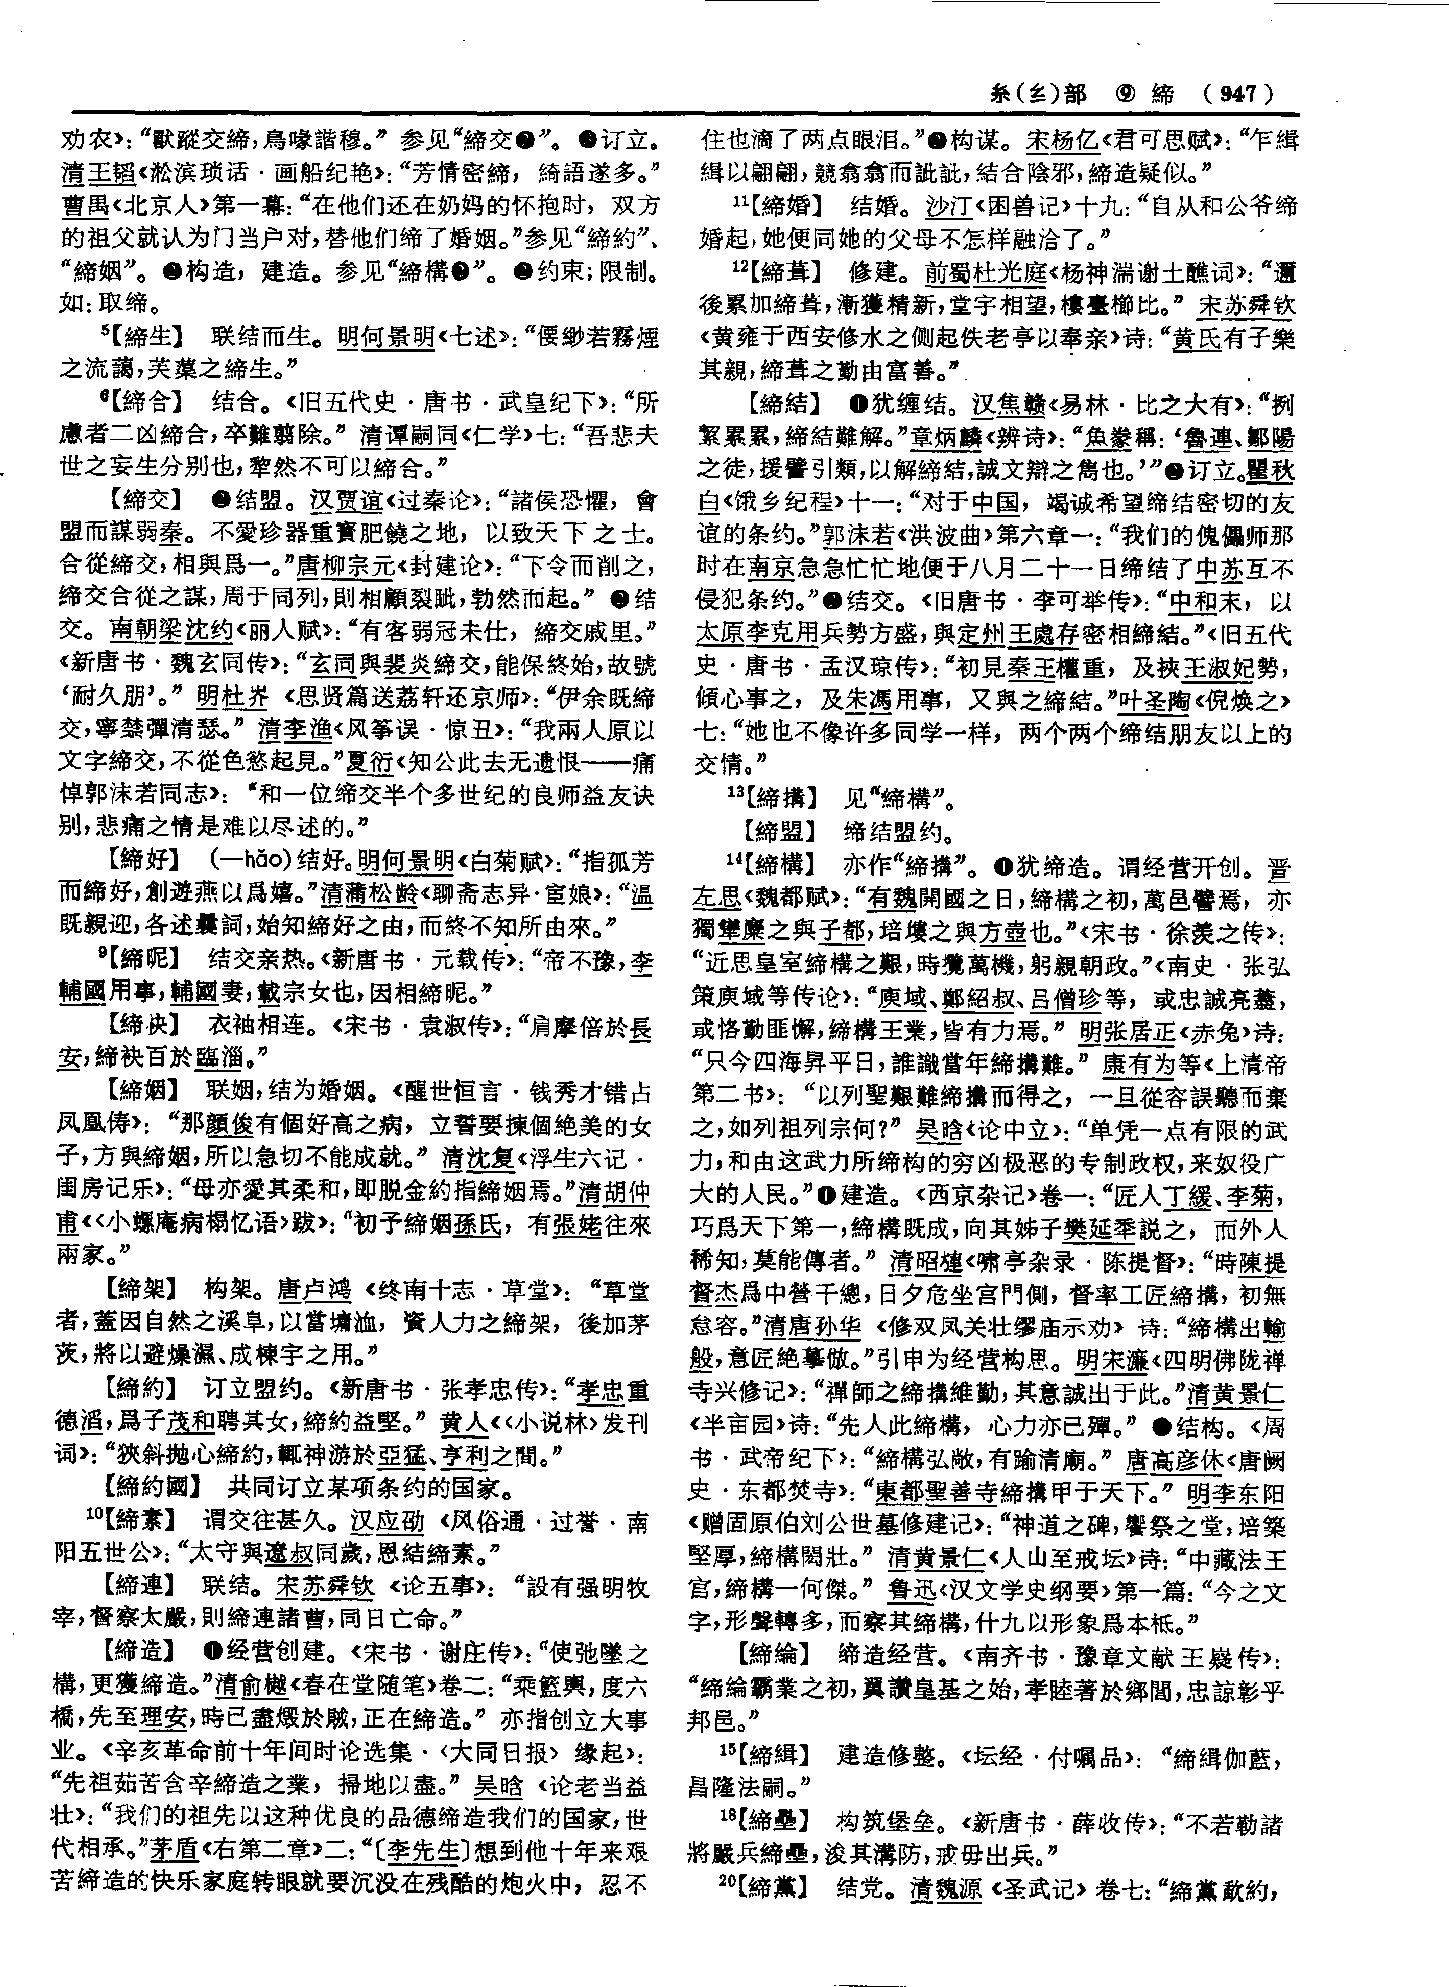 糸(纟)部 ⑨ 締 (947)
劝农》:“獸蹤交締,鳥喙諧穆。”参见“締交❷”。❸订立。
清王韬《淞滨琐话·画船纪艳》:“芳情密締,綺語遂多。”
曹禺《北京人》第一幕:“在他们还在奶妈的怀抱时,双方
的祖父就认为门当户对,替他们缔了婚姻。”参见“締約”、
“締姻”。❹构造,建造。参见“締構❷”。❺约束;限制。
如:取缔。
5【締生】 联结而生。明何景明《七述》:“偠紗若霧煙
之流藹,芙蕖之締生。”
6【締合】 结合。《旧五代史·唐书·武皇纪下》:“所
慮者二凶締合,卒難翦除。”清谭嗣同《仁学》七:“吾悲夫
世之妄生分别也,犂然不可以締合。”
【締交】 ❶结盟。汉贾谊《过秦论》:“諸侯恐懼,會
盟而謀弱秦。不愛珍器重寶肥饒之地,以致天下之士。
合從締交,相與爲一。”唐柳宗元《封建论》:“下令而削之,
締交合從之謀,周于同列,則相顧裂眦,勃然而起。”❷结
交。南朝梁沈约《丽人赋》:“有客弱冠未仕,締交戚里。”
《新唐书·魏玄同传》:“玄同與裴炎締交,能保終始,故號
‘耐久朋’。”明杜岕《思贤篇送荔轩还京师》:“伊余既締
交,寧禁彈清瑟。”清李渔《风筝误·惊丑》:“我兩人原以
文字締交,不從色慾起見。”夏衍《知公此去无遗恨——痛
悼郭沫若同志》:“和一位缔交半个多世纪的良师益友诀
别,悲痛之情是难以尽述的。”
【締好】 (—hǎo)结好。明何景明《白菊赋》:“指孤芳
而締好,創遊燕以爲嬉。”清蒲松龄《聊斋志异·宦娘》:“温
既親迎,各述曩詞,始知締好之由,而終不知所由來。”
9【締昵】 结交亲热。《新唐书·元载传》:“帝不豫,李
輔國用事,輔國妻,載宗女也,因相締昵。”
【締袂】 衣袖相连。《宋书·袁淑传》:“肩摩倍於長
安,締袂百於臨淄。”
【締姻】 联姻,结为婚姻。《醒世恒言·钱秀才错占
凤凰俦》:“那顔俊有個好高之病,立誓要揀個絶美的女
子,方與締姻,所以急切不能成就。”清沈复《浮生六记·
闺房记乐》:“母亦愛其柔和,即脱金約指締姻焉。”清胡仲
甫《〈小螺庵病榻忆语〉跋》:“初予締姻孫氏,有張姥往來
兩家。”
【締架】 构架。唐卢鸿《终南十志·草堂》:“草堂
者,蓋因自然之溪阜,以當墉洫,資人力之締架,後加茅
茨,將以避燥濕、成棟宇之用。”
【締約】 订立盟约。《新唐书·张孝忠传》:“孝忠重
德滔,爲子茂和聘其女,締約益堅。”黄人《〈小说林〉发刊
词》:“狹斜抛心締約,輒神游於亞猛、亨利之間。”
【締約國】 共同订立某项条约的国家。
10【締素】 谓交往甚久。汉应劭《风俗通·过誉·南
阳五世公》:“太守與遼叔同歲,恩結締素。”
【締連】 联结。宋苏舜钦《论五事》:“設有强明牧
宰,督察太嚴,則締連諸曹,同日亡命。”
【締造】 ❶经营创建。《宋书·谢庄传》:“使弛墜之
構,更獲締造。”清俞樾《春在堂随笔》卷二:“乘籃輿,度六
橋,先至理安,時已盡燬於賊,正在締造。”亦指创立大事
业。《辛亥革命前十年间时论选集·〈大同日报〉缘起》:
“先祖茹苦含辛締造之業,掃地以盡。”吴晗《论老当益
壮》:“我们的祖先以这种优良的品德缔造我们的国家,世
代相承。”茅盾《右第二章》二:“〔李先生〕想到他十年来艰
苦缔造的快乐家庭转眼就要沉没在残酷的炮火中,忍不
住也滴了两点眼泪。”❷构谋。宋杨亿《君可思赋》:“乍緝
緝以翩翩,競翕翕而訿訿,結合陰邪,締造疑似。”
11【締婚】 结婚。沙汀《困兽记》十九:“自从和公爷缔
婚起,她便同她的父母不怎样融洽了。”
12【締葺】 修建。前蜀杜光庭《杨神湍谢土醮词》:“邇
後累加締葺,漸獲精新,堂宇相望,樓臺櫛比。”宋苏舜钦
《黄雍于西安修水之侧起佚老亭以奉亲》诗:“黄氏有子樂
其親,締葺之勤由富善。”
【締結】 ❶犹缠结。汉焦赣《易林·比之大有》:“捌
絜累累,締結難解。”章炳麟《辨诗》:“魚豢稱:‘魯連、鄒陽
之徒,援譬引類,以解締結,誠文辯之雋也。’”❷订立。瞿秋
白《饿乡纪程》十一:“对于中国,竭诚希望缔结密切的友
谊的条约。”郭沫若《洪波曲》第六章一:“我们的傀儡师那
时在南京急急忙忙地便于八月二十一日缔结了中苏互不
侵犯条约。”❸结交。《旧唐书·李可举传》:“中和末,以
太原李克用兵勢方盛,與定州王處存密相締結。”《旧五代
史·唐书·孟汉琼传》:“初見秦王權重,及挾王淑妃勢,
傾心事之,及朱馮用事,又與之締結。”叶圣陶《倪焕之》
七:“她也不像许多同学一样,两个两个缔结朋友以上的
交情。”
13【締搆】 见“締構”。
【締盟】 缔结盟约。
14【締構】 亦作“締搆”。❶犹缔造。谓经营开创。晋
左思《魏都赋》:“有魏開國之日,締構之初,萬邑譬焉,亦
獨犨麋之與子都,培塿之與方壺也。”《宋书·徐羡之传》:
“近思皇室締構之艱,時攬萬機,躬親朝政。”《南史·张弘
策庾域等传论》:“庾域、鄭紹叔、吕僧珍等,或忠誠亮藎,
或恪勤匪懈,締構王業,皆有力焉。”明张居正《赤兔》诗:
“只今四海昇平日,誰識當年締搆難。”康有为等《上清帝
第二书》:“以列聖艱難締搆而得之,一旦從容誤聽而棄
之,如列祖列宗何?”吴晗《论中立》:“单凭一点有限的武
力,和由这武力所缔构的穷凶极恶的专制政权,来奴役广
大的人民。”❷建造。《西京杂记》卷一:“匠人丁緩、李菊,
巧爲天下第一,締構既成,向其姊子樊延秊説之,而外人
稀知,莫能傳者。”清昭槤《啸亭杂录·陈提督》:“時陳提
督杰爲中營千總,日夕危坐宫門側,督率工匠締構,初無
怠容。”清唐孙华《修双凤关壮缪庙示劝》诗:“締構出輸
般,意匠絶摹倣。”引申为经营构思。明宋濂《四明佛陇禅
寺兴修记》:“禪師之締搆維勤,其意誠出于此。”清黄景仁
《半亩园》诗:“先人此締構,心力亦已殫。”❸结构。《周
书·武帝纪下》:“締構弘敞,有踰清廟。”唐高彦休《唐阙
史·东都焚寺》:“東都聖善寺締搆甲于天下。”明李东阳
《赠固原伯刘公世墓修建记》:“神道之碑,饗祭之堂,培築
堅厚,締構閎壯。”清黄景仁《人山至戒坛》诗:“中藏法王
宫,締構一何傑。”鲁迅《汉文学史纲要》第一篇:“今之文
字,形聲轉多,而察其締構,什九以形象爲本柢。”
【締綸】 缔造经营。《南齐书·豫章文献王嶷传》:
“締綸霸業之初,翼讚皇基之始,孝睦著於鄉閭,忠諒彰乎
邦邑。”
15【締緝】 建造修整。《坛经·付嘱品》:“締緝伽藍,
昌隆法嗣。”
18【締壘】 构筑堡垒。《新唐书·薛收传》:“不若勒諸
將嚴兵締壘,浚其溝防,戒毋出兵。”
20【締黨】 结党。清魏源《圣武记》卷七:“締黨歃約,